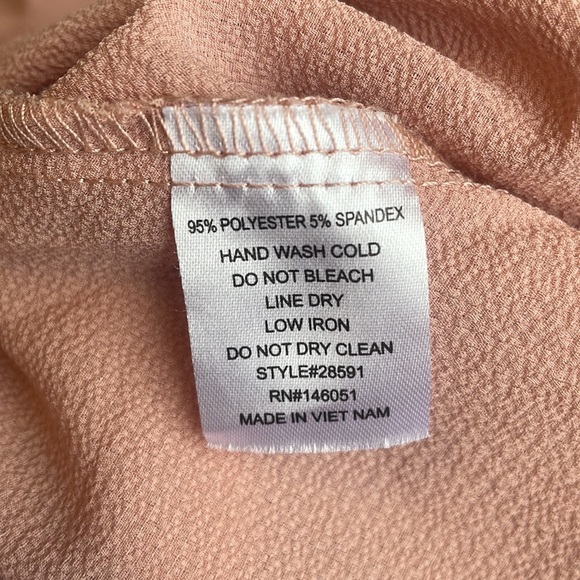 95% POLYESTER 5% SPANDEX
HAND WASH COLD
DO NOT BLEACH
LINE DRY
LOW IRON
DO NOT DRY CLEAN
STYLE#28591
RN#146051
MADE IN VIET NAM